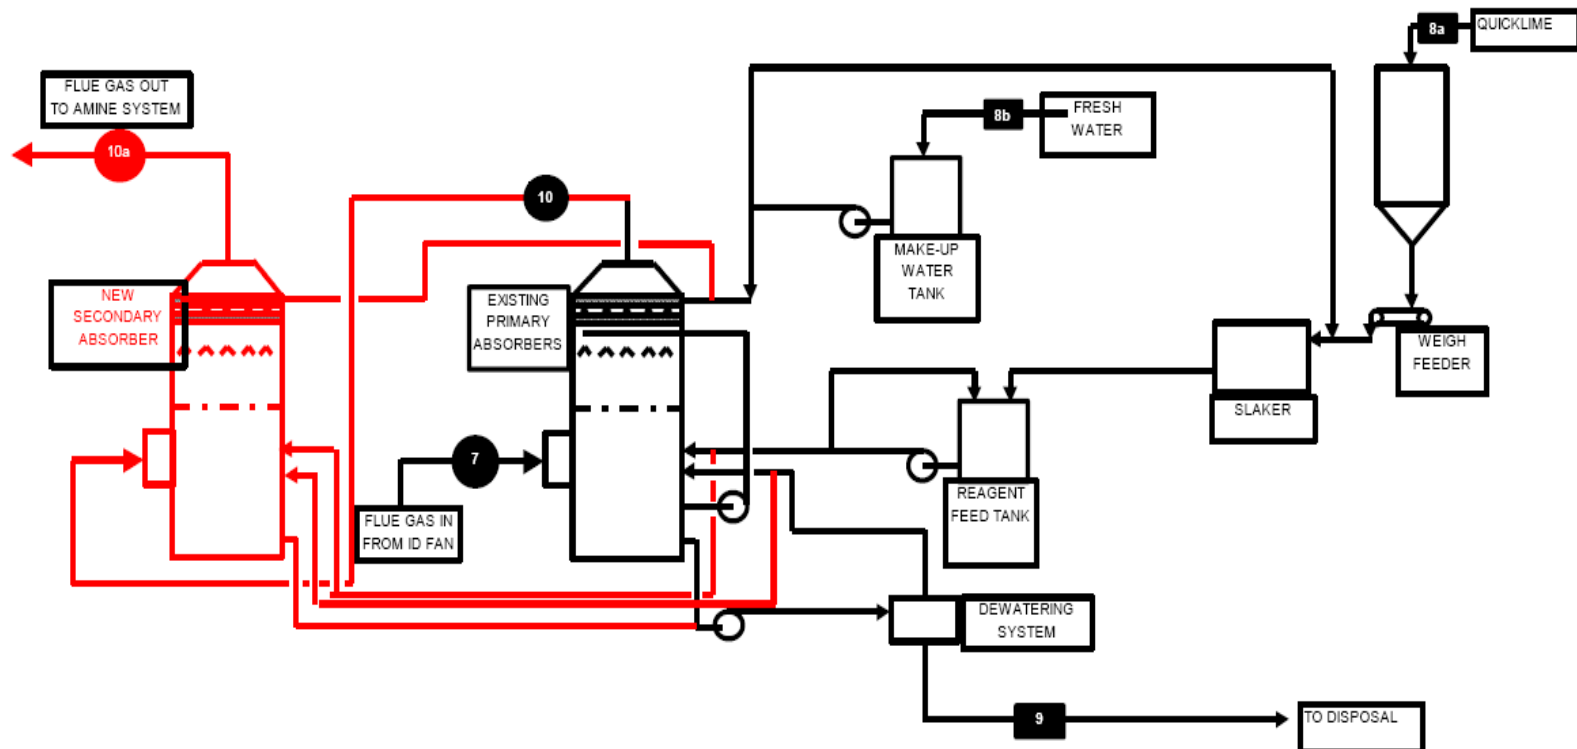 8a
QUICKLIME
FLUE GAS OUT
TO AMINE SYSTEM
8b
FRESH
WATER
10a
10
MAKE-UP
WATER
TANK
NEW
SECONDARY
ABSORBER
EXISTING
PRIMARY
ABSORBERS
WEIGH
FEEDER
SLAKER
7
FLUE GAS IN
FROM ID FAN
REAGENT
FEED TANK
DEWATERING
SYSTEM
9
TO DISPOSAL